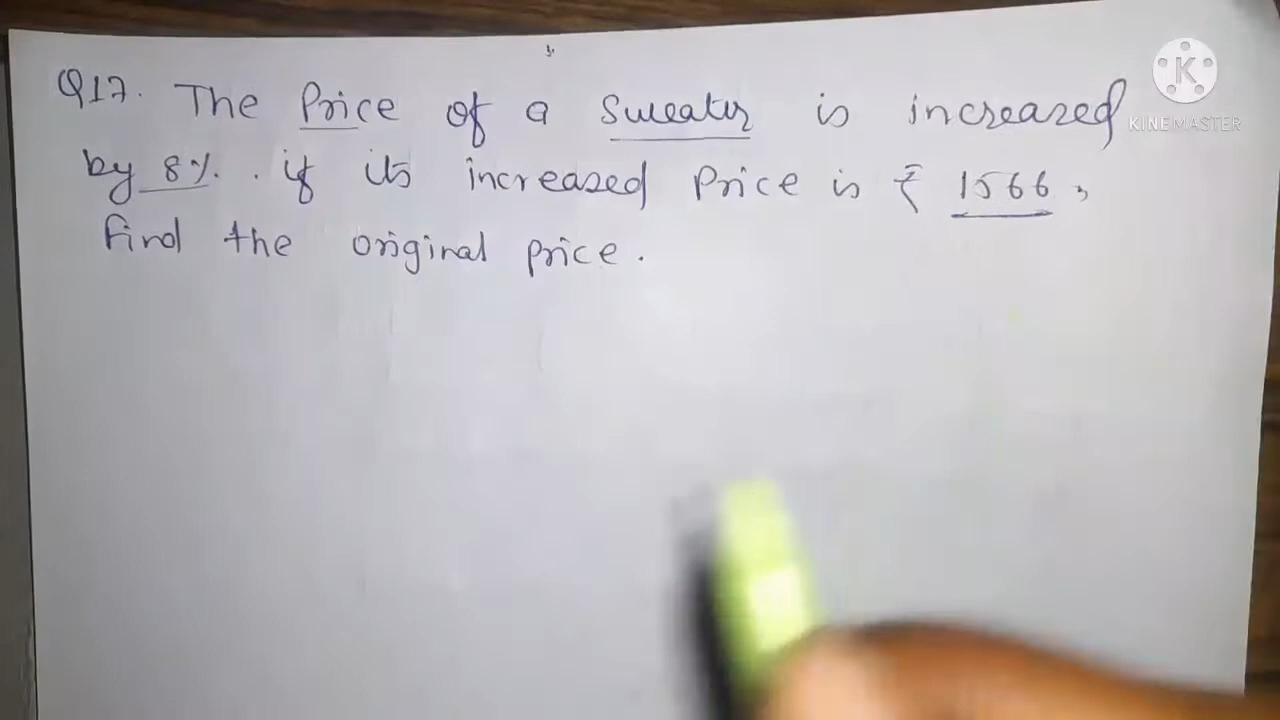 Q17. The Price of a Sweater is increased
by 8%. if its increased Price is ₹ 1566,
find the original price.
K
KINEMASTER